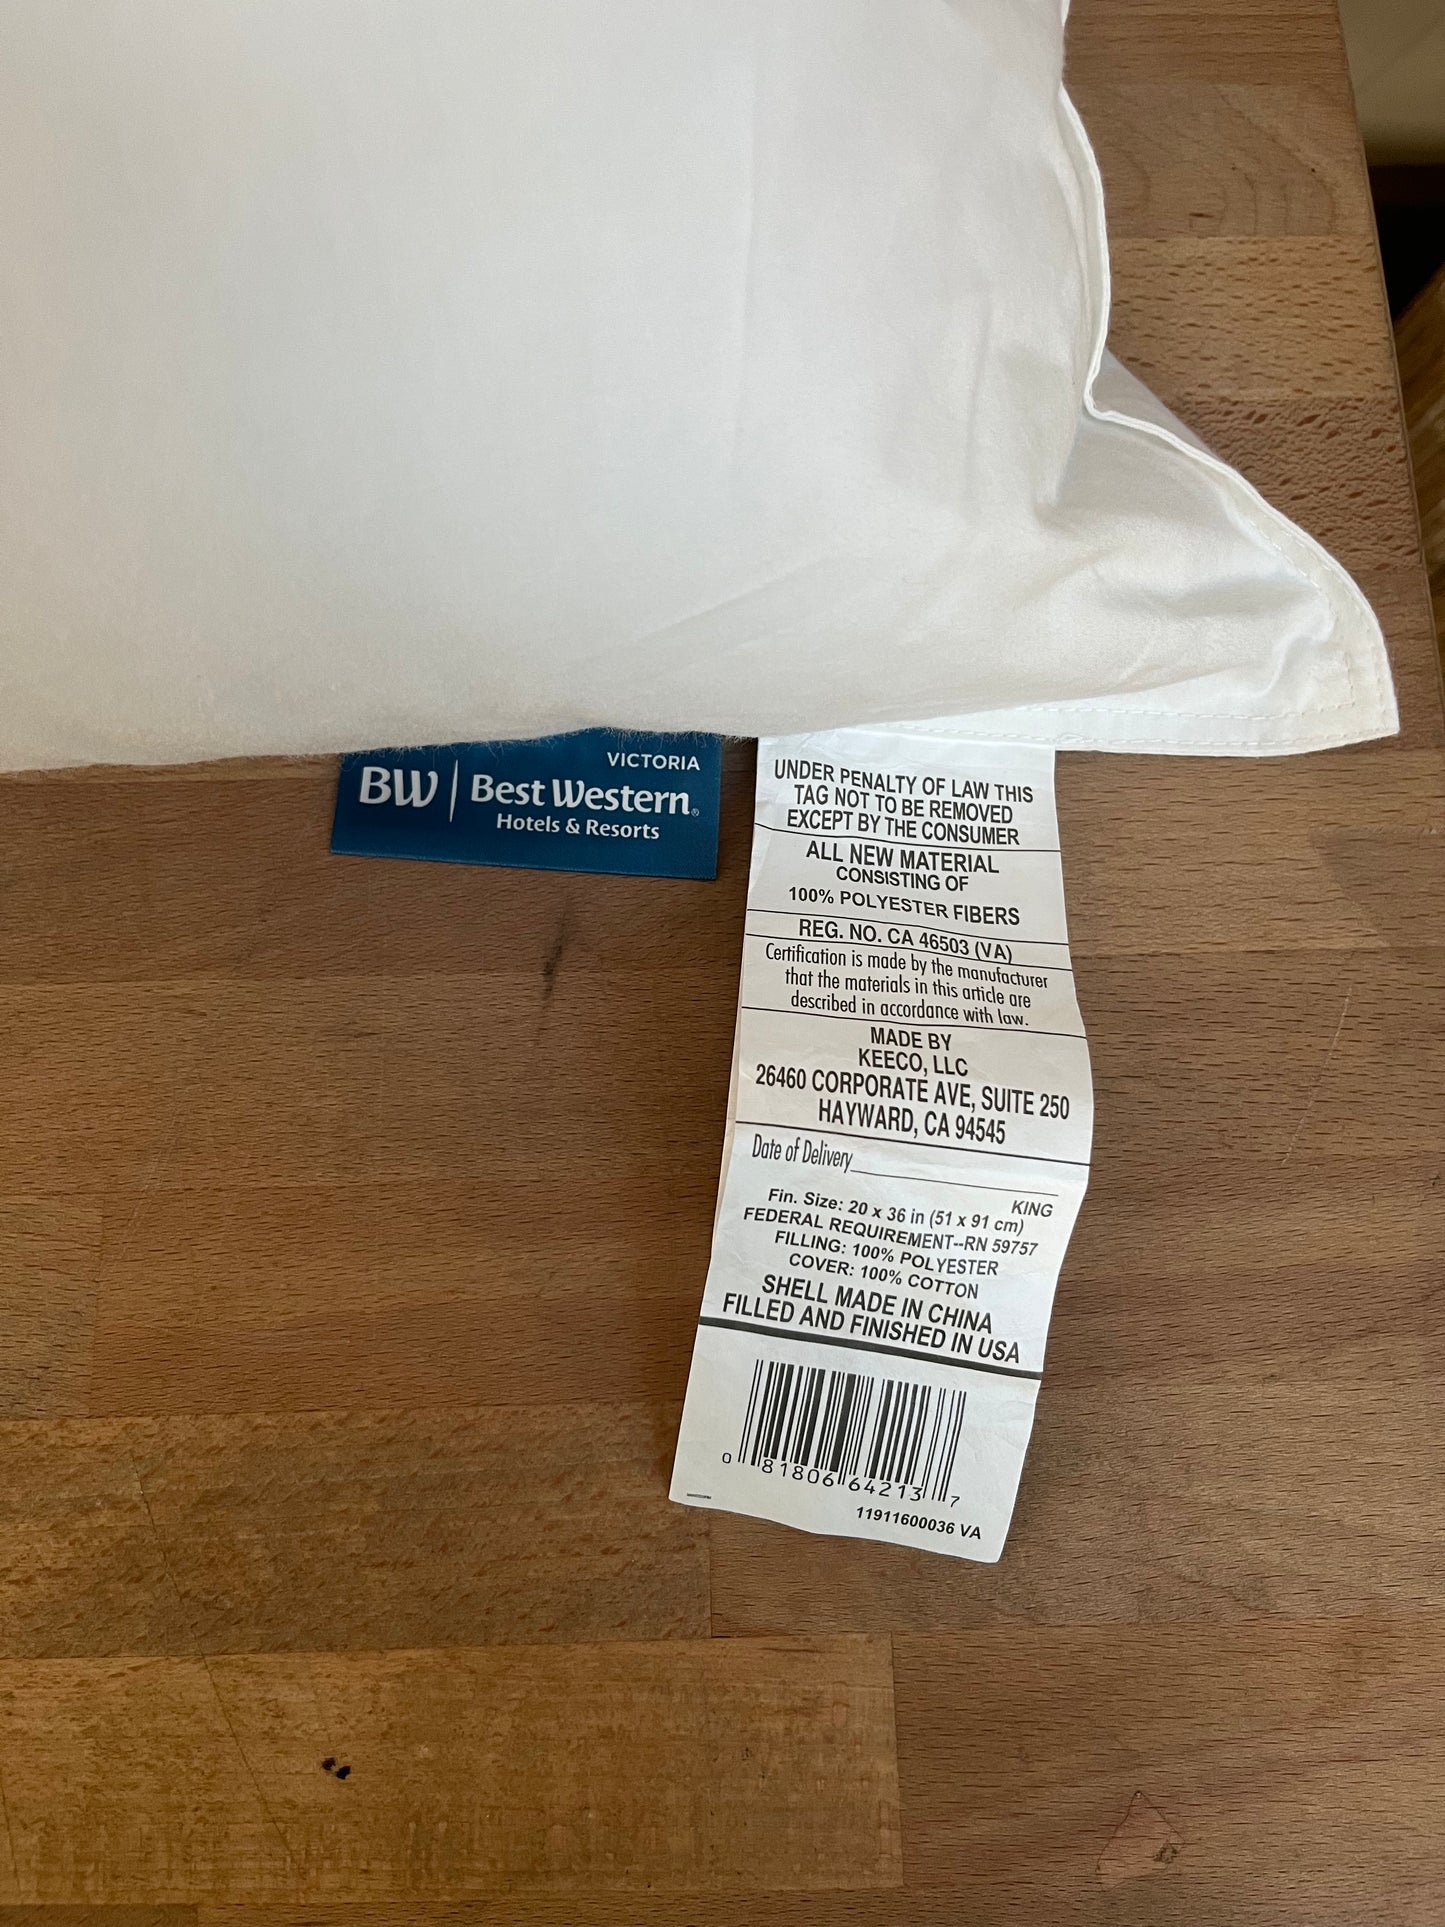 VICTORIA
BW | Best Western®
Hotels & Resorts
UNDER PENALTY OF LAW THIS
TAG NOT TO BE REMOVED
EXCEPT BY THE CONSUMER
ALL NEW MATERIAL
CONSISTING OF
100% POLYESTER FIBERS
REG. NO. CA 46503 (VA)
Certification is made by the manufacturer
that the materials in this article are
described in accordance with law.
MADE BY
KEECO, LLC
26460 CORPORATE AVE, SUITE 250
HAYWARD, CA 94545
Date of Delivery
KING
Fin. Size: 20 x 36 in (51 x 91 cm)
FEDERAL REQUIREMENT--RN 59757
FILLING: 100% POLYESTER
COVER: 100% COTTON
SHELL MADE IN CHINA
FILLED AND FINISHED IN USA
0 81806 64213 7
11911600036 VA